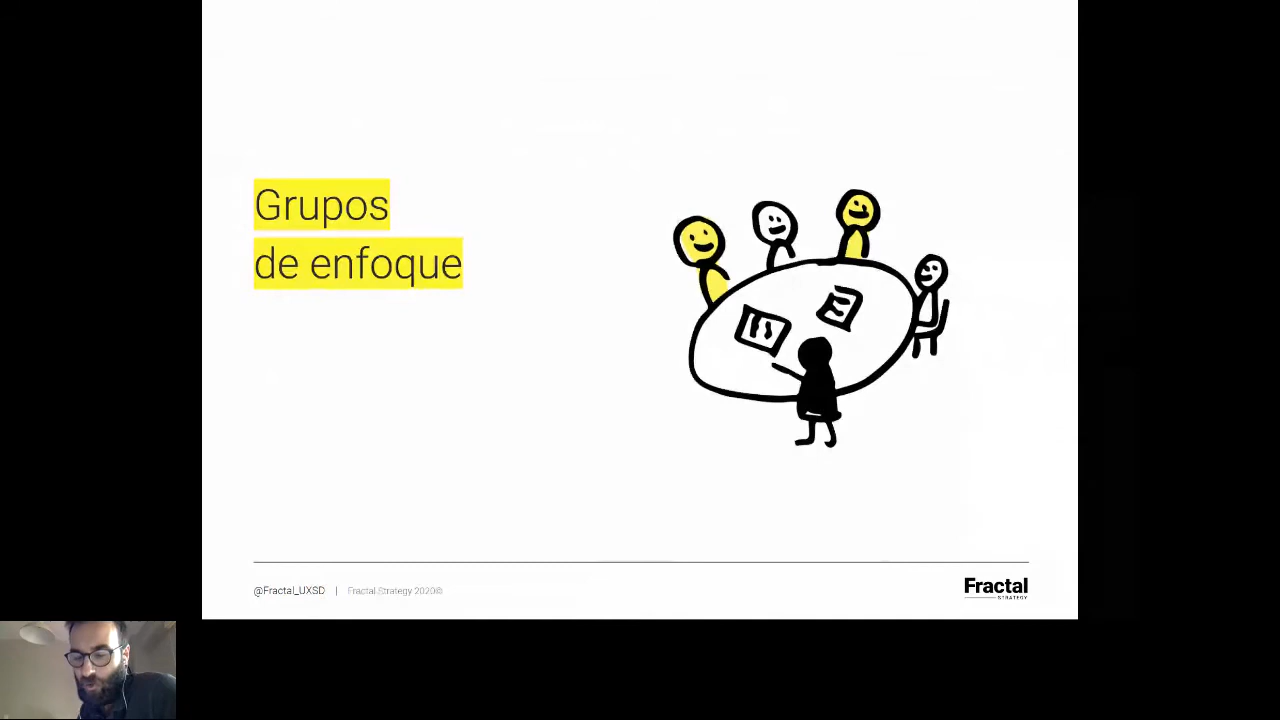 Grupos
de enfoque
@Fractal_UXSD | Fractal Strategy 2020©
Fractal
STRATEGY